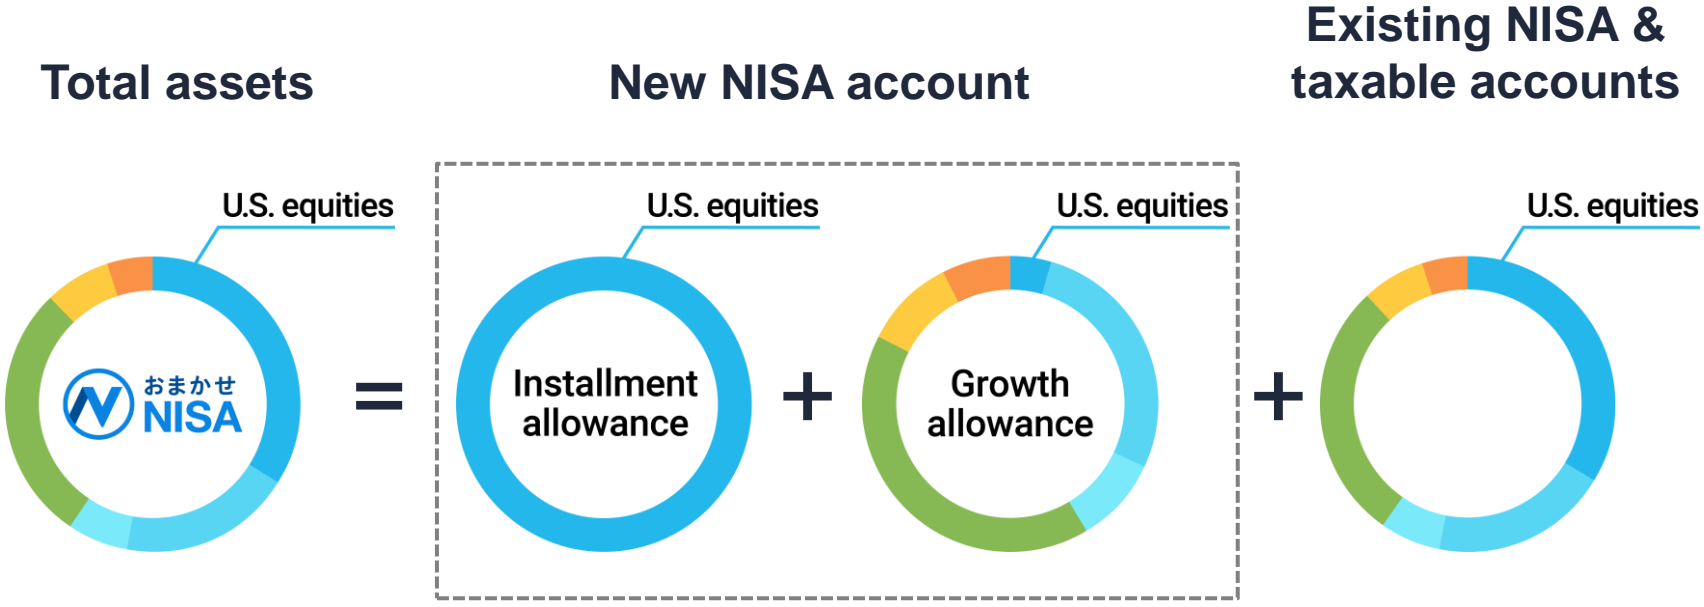 Total assets
New NISA account
Existing NISA &
taxable accounts
U.S. equities
U.S. equities
U.S. equities
U.S. equities
おまかせ
NISA
=
Installment
allowance
+
Growth
allowance
+